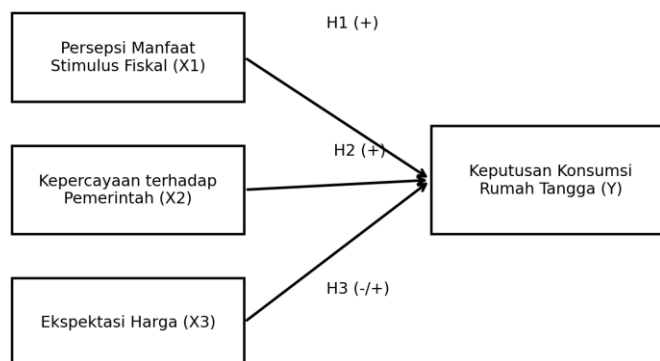 H1 (+)
Persepsi Manfaat
Stimulus Fiskal (X1)
H2 (+)
Kepercayaan terhadap
Pemerintah (X2)
Keputusan Konsumsi
Rumah Tangga (Y)
H3 (-/+)
Ekspektasi Harga (X3)